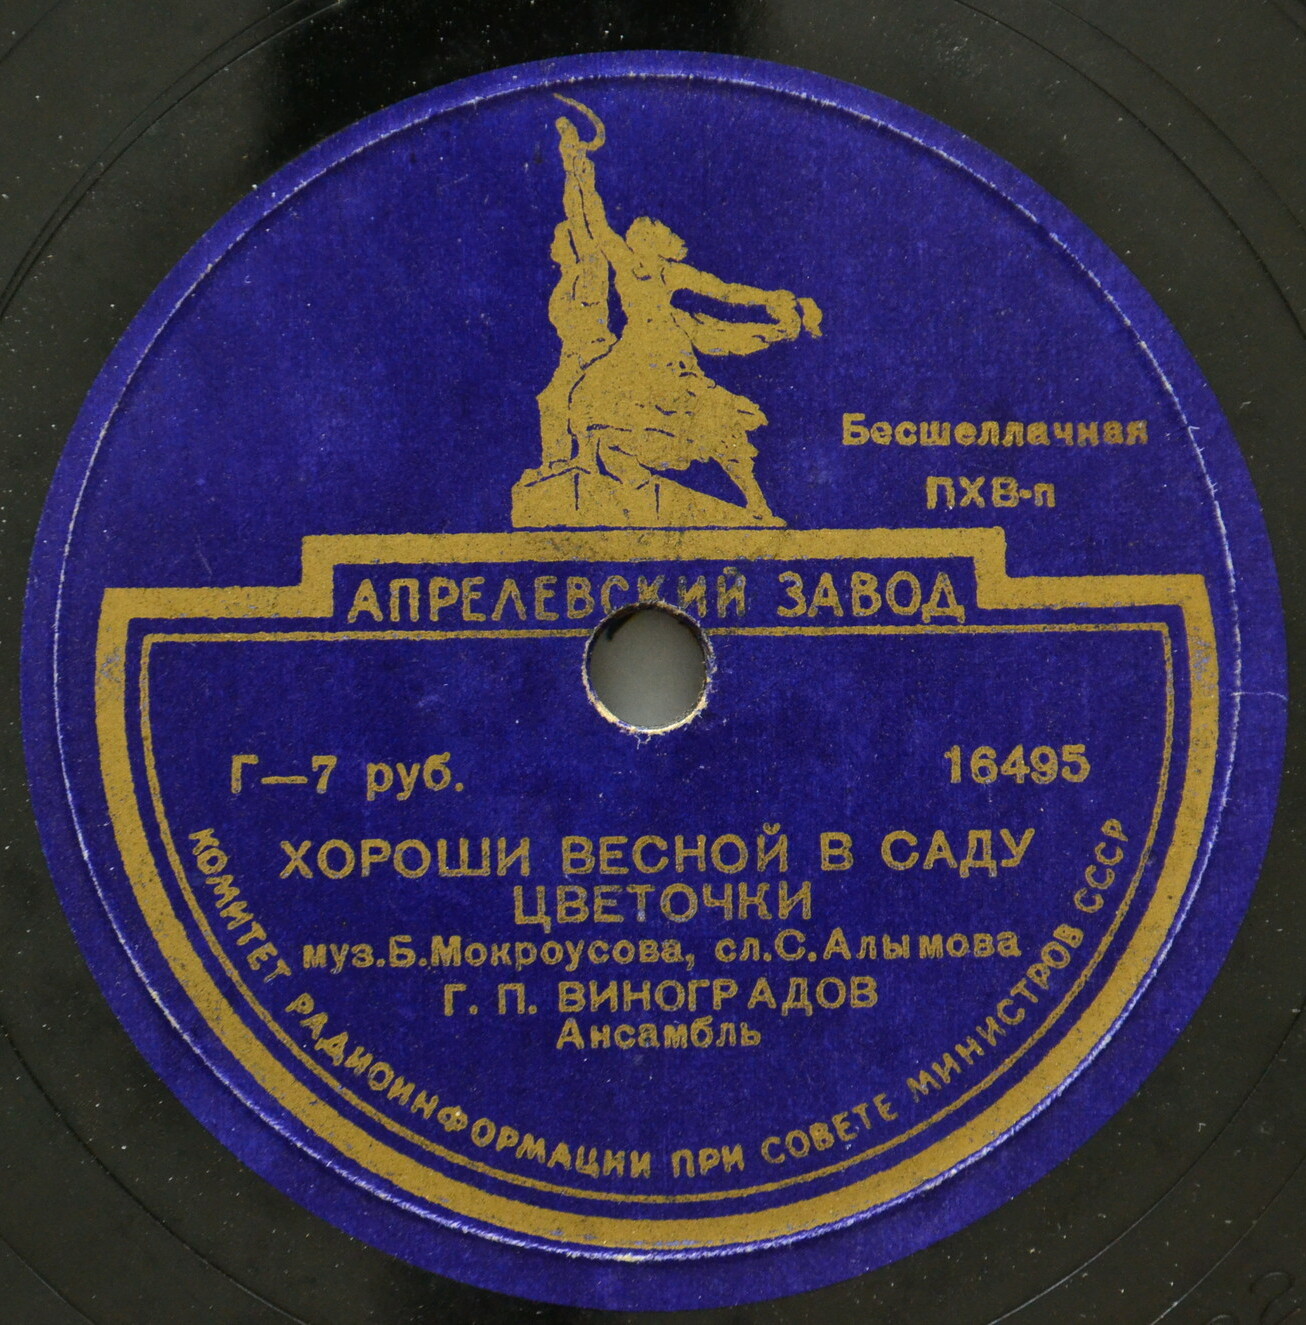 Бесшеллачная
ПХВ-п
АПРЕЛЕВСКИЙ ЗАВОД
Г—7 руб.
16495
ХОРОШИ ВЕСНОЙ В САДУ
ЦВЕТОЧКИ
муз.Б.Мокроусова, сл.С.Алымова
Г. П. ВИНОГРАДОВ
Ансамбль
КОМИТЕТ РАДИОИНФОРМАЦИИ ПРИ СОВЕТЕ МИНИСТРОВ СССР